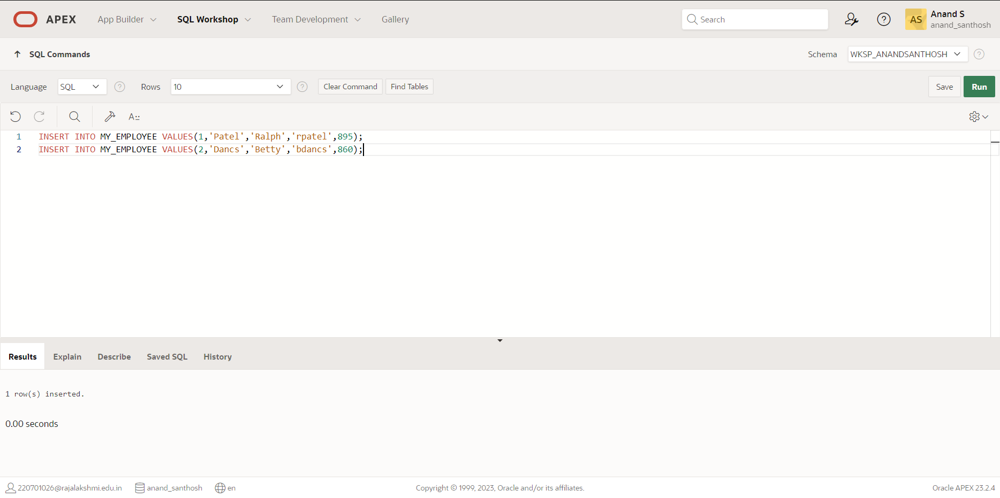 APEX App Builder SQL Workshop Team Development Gallery Search Anand S
AS anand_santhosh
SQL Commands Schema WKSP_ANANDSANTHOSH
Language SQL Rows 10 Clear Command Find Tables Save Run
1 INSERT INTO MY_EMPLOYEE VALUES(1,'Patel','Ralph','rpatel',895);
2 INSERT INTO MY_EMPLOYEE VALUES(2,'Dancs','Betty','bdancs',860);
Results Explain Describe Saved SQL History
1 row(s) inserted.
0.00 seconds
220701026@rajalakshmi.edu.in anand_santhosh en Copyright © 1999, 2023, Oracle and/or its affiliates. Oracle APEX 23.2.4